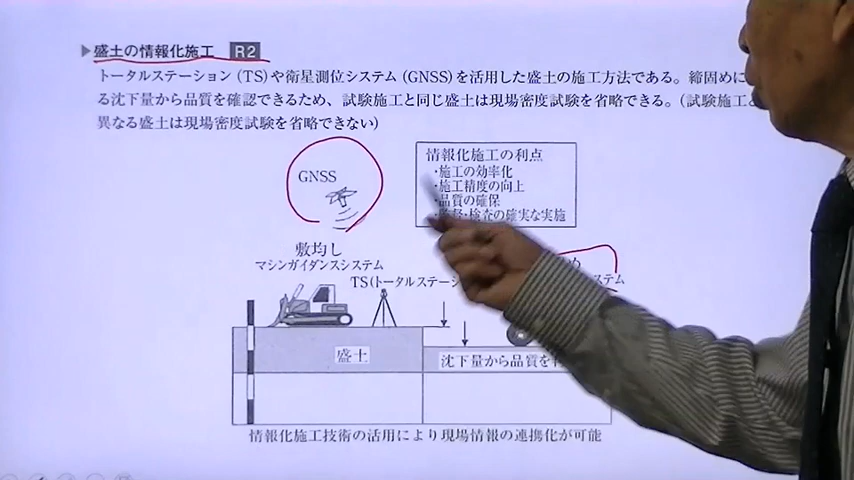 ▶盛土の情報化施工 R2
トータルステーション(TS)や衛星測位システム(GNSS)を活用した盛土の施工方法である。締固めに
る沈下量から品質を確認できるため、試験施工と同じ盛土は現場密度試験を省略できる。(試験施工と
異なる盛土は現場密度試験を省略できない)
GNSS
情報化施工の利点
・施工の効率化
・施工精度の向上
・品質の確保
・検査の確実な実施
敷均し
マシンガイダンスシステム
ステム
TS(トータルステーシ
盛土
沈下量から品質を
情報化施工技術の活用により現場情報の連携化が可能